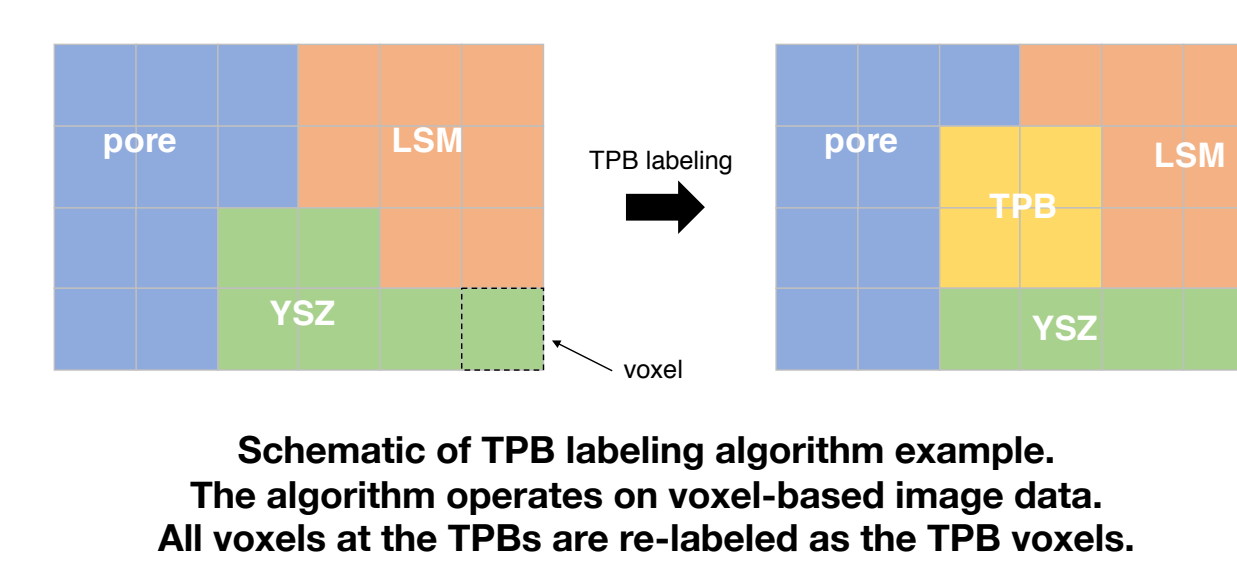 pore
LSM
YSZ
voxel
TPB labeling
pore
LSM
TPB
YSZ
Schematic of TPB labeling algorithm example.
The algorithm operates on voxel-based image data.
All voxels at the TPBs are re-labeled as the TPB voxels.